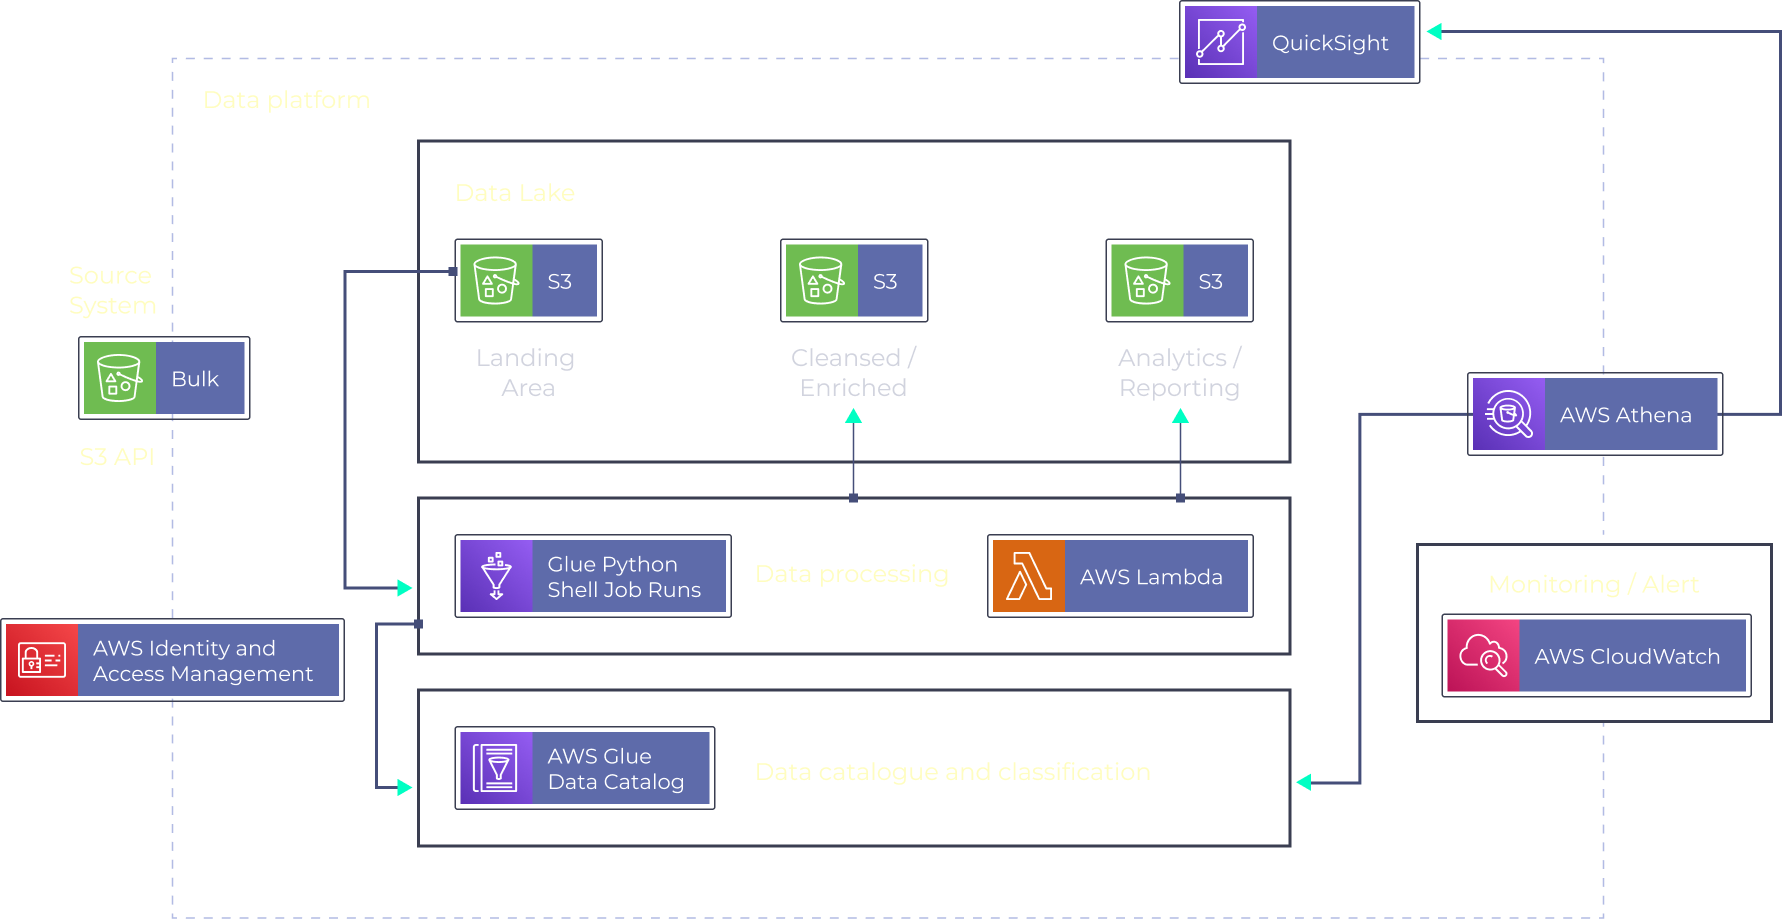 QuickSight
Data platform
Data Lake
S3
S3
S3
Landing
Area
Cleansed /
Enriched
Analytics /
Reporting
Source
System
Bulk
S3 API
AWS Athena
Glue Python
Shell Job Runs
Data processing
AWS Lambda
Monitoring / Alert
AWS CloudWatch
AWS Identity and
Access Management
AWS Glue
Data Catalog
Data catalogue and classification